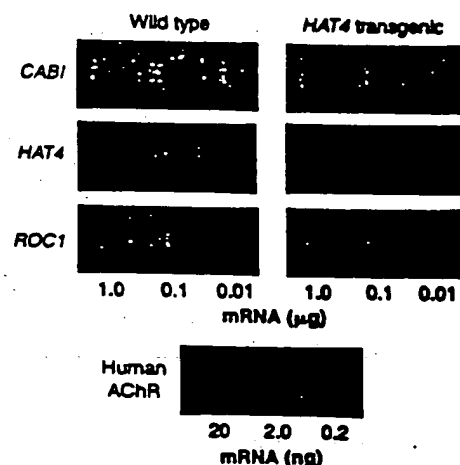 Wild type HAT4 transgenic
CABI
HAT4
ROC1
1.0 0.1 0.01 1.0 0.1 0.01
mRNA (μg)
Human
AChR
20 2.0 0.2
mRNA (ng)